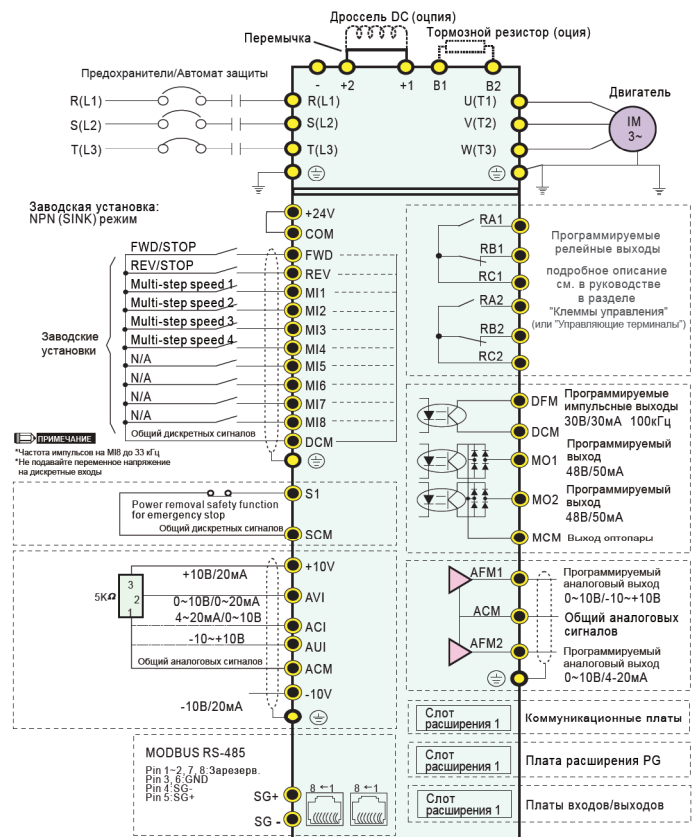 Дроссель DC (оцпия)
Перемычка
Тормозной резистор (оция)
Предохранители/Автомат защиты
- +2 +1 B1 B2
Двигатель
R(L1) R(L1) U(T1)
IM
3~
S(L2) S(L2) V(T2)
T(L3) T(L3) W(T3)
Заводская установка:
NPN (SINK) режим
+24V
COM
FWD/STOP FWD
REV/STOP REV
Multi-step speed 1 MI1
Multi-step speed 2 MI2
Multi-step speed 3 MI3
Multi-step speed 4 MI4
N/A MI5
N/A MI6
N/A MI7
N/A MI8
Общий дискретных сигналов DCM
Заводские
установки
ПРИМЕЧАНИЕ
*Частота импульсов на MI8 до 33 кГц
*Не подавайте переменное напряжение
на дискретные входы
RA1
RB1
RC1
RA2
RB2
RC2
Программируемые
релейные выходы
подробное описание
см. в руководстве
в разделе
"Клеммы управления"
(или "Управляющие терминалы")
DFM
DCM
Программируемые
импульсные выходы
30В/30мА 100кГц
MO1
Программируемый
выход
48В/50мА
MO2
Программируемый
выход
48В/50мА
MCM Выход оптопары
S1
Power removal safety function
for emergency stop
Общий дискретных сигналов
SCM
+10V
+10В/20мА
5KΩ
3
2
1
AVI
0~10В/0~20мА
4~20мА/0~10В
ACI
-10~+10В
AUI
Общий аналоговых сигналов
ACM
-10V
-10В/20мА
AFM1
Программируемый
аналоговый выход
0~10В/-10~+10В
ACM
Общий аналоговых
сигналов
AFM2
Программируемый
аналоговый выход
0~10В/4-20мА
MODBUS RS-485
Pin 1~2, 7, 8:Зарезерв.
Pin 3, 6:GND
Pin 4:SG-
Pin 5:SG+
SG+
SG -
8←1 8←1
Слот
расширения 1
Коммуникационные платы
Слот
расширения 1
Плата расширения PG
Слот
расширения 1
Платы входов/выходов